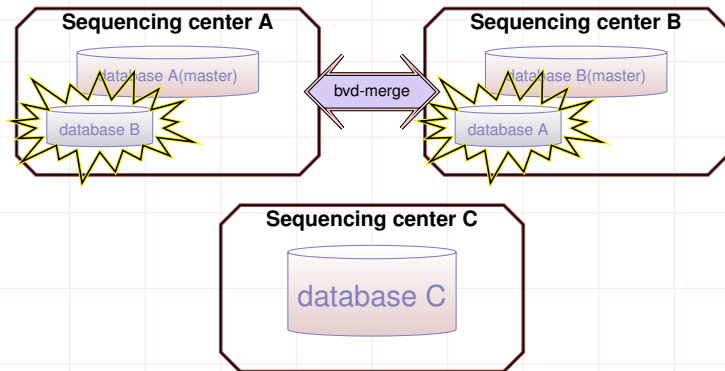 Sequencing center A
database A(master)
database B
bvd-merge
Sequencing center B
database B(master)
database A
Sequencing center C
database C